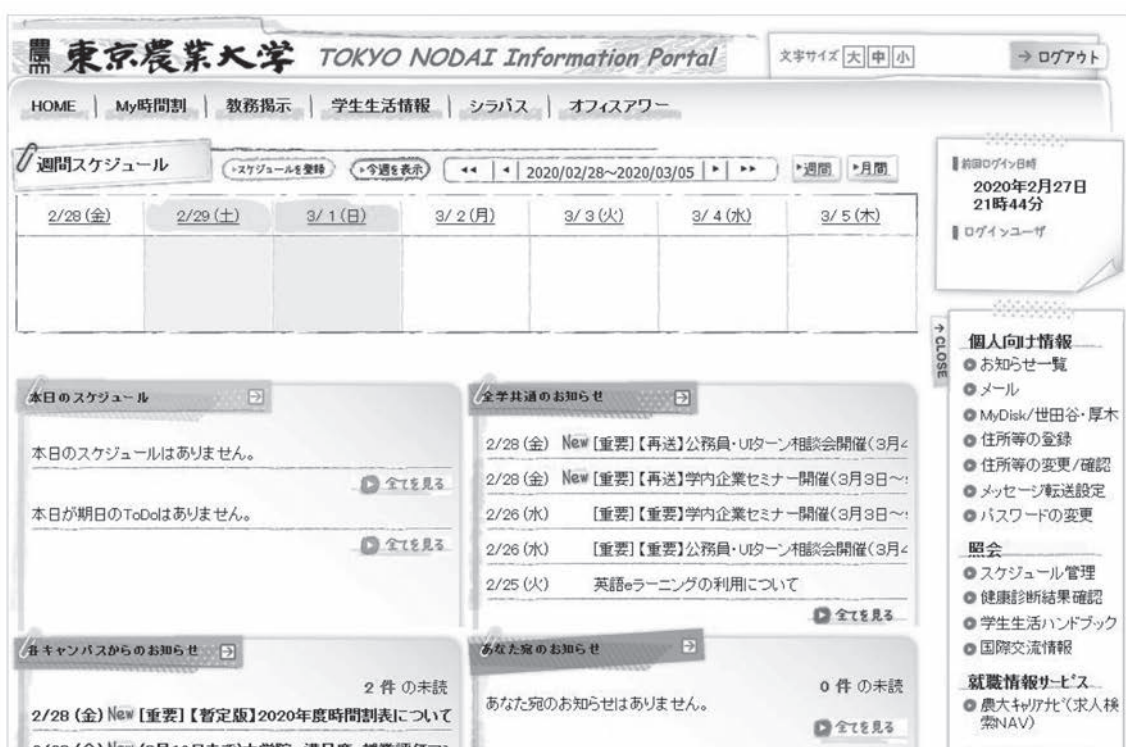 東京農業大学 TOKYO NODAI Information Portal 文字サイズ 大 中 小 → ログアウト
HOME | My時間割 | 教務掲示 | 学生生活情報 | シラバス | オフィスアワー
週間スケジュール スケジュールを登録 今週を表示 2020/02/28~2020/03/05 週間 月間
2/28 (金) 2/29 (土) 3/ 1 (日) 3/ 2 (月) 3/ 3 (火) 3/ 4 (水) 3/ 5 (木)
前回ログイン日時
2020年2月27日
21時44分
ログインユーザ
本日のスケジュール
本日のスケジュールはありません。
全てを見る
本日が期日のToDoはありません。
全てを見る
全学共通のお知らせ
2/28 (金) New [重要]【再送】公務員・UIターン相談会開催(3月4
2/28 (金) New [重要]【再送】学内企業セミナー開催(3月3日~
2/26 (水) [重要]【重要】学内企業セミナー開催(3月3日~
2/26 (水) [重要]【重要】公務員・UIターン相談会開催(3月4
2/25 (火) 英語eラーニングの利用について
全てを見る
各キャンパスからのお知らせ
2 件 の未読
2/28 (金) New [重要]【暫定版】2020年度時間割表について
あなた宛のお知らせ
0 件 の未読
あなた宛のお知らせはありません。
全てを見る
→ CLOSE
個人向け情報
お知らせ一覧
メール
MyDisk/世田谷・厚木
住所等の登録
住所等の変更/確認
メッセージ転送設定
パスワードの変更
照会
スケジュール管理
健康診断結果確認
学生生活ハンドブック
国際交流情報
就職情報サービス
農大キャリアナビ(求人検
索NAV)